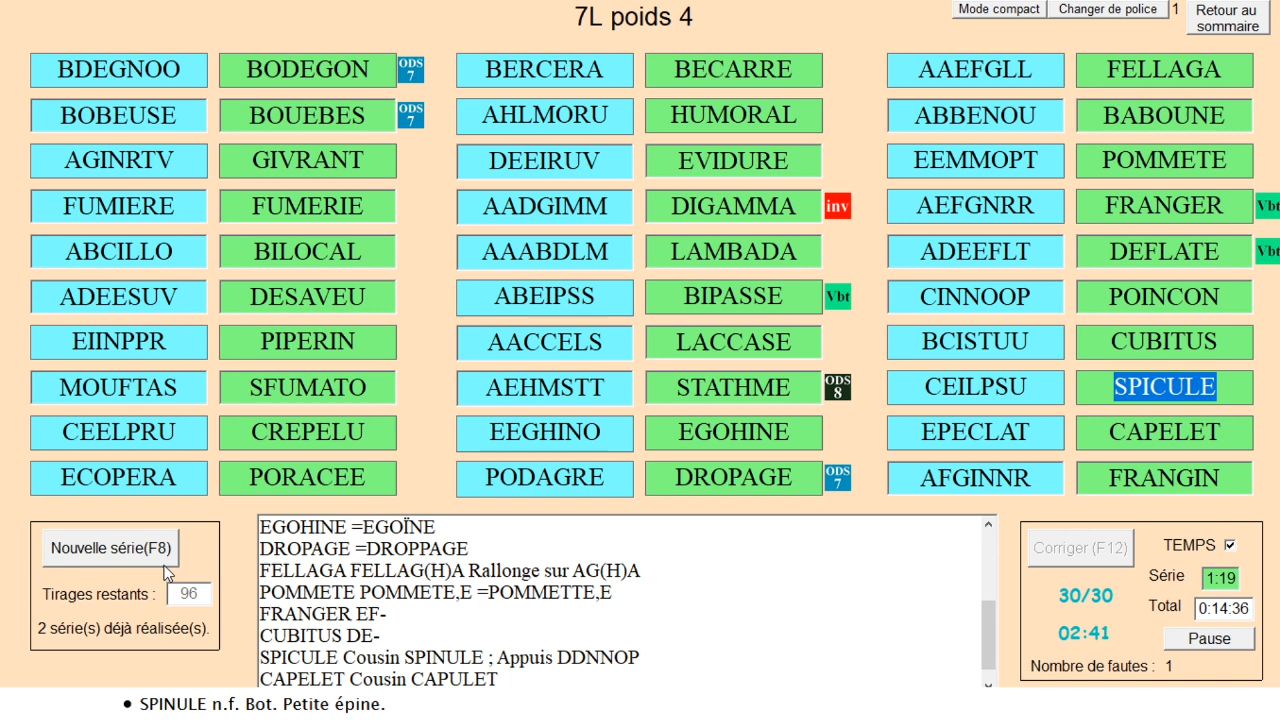 7L poids 4
Mode compact
Changer de police
1
Retour au
sommaire
BDEGNOO BODEGON ODS 7 BERCERA BECARRE AAEFGLL FELLAGA
BOBEUSE BOUEBES ODS 7 AHLMORU HUMORAL ABBENOU BABOUNE
AGINRTV GIVRANT DEEIRUV EVIDURE EEMMOPT POMMETE
FUMIERE FUMERIE AADGIMM DIGAMMA inv AEFGNRR FRANGER Vbt
ABCILLO BILOCAL AAABDLM LAMBADA ADEEFLT DEFLATE Vbt
ADEESUV DESAVEU ABEIPSS BIPASSE Vbt CINNOOP POINCON
EIINPPR PIPERIN AACCELS LACCASE BCISTUU CUBITUS
MOUFTAS SFUMATO AEHMSTT STATHME ODS 8 CEILPSU SPICULE
CEELPRU CREPELU EEGHINO EGOHINE EPECLAT CAPELET
ECOPERA PORACEE PODAGRE DROPAGE ODS 7 AFGINNR FRANGIN
Nouvelle série(F8)
Tirages restants : 96
2 série(s) déjà réalisée(s).
EGOHINE =EGOÏNE
DROPAGE =DROPPAGE
FELLAGA FELLAG(H)A Rallonge sur AG(H)A
POMMETE POMMETE,E =POMMETTE,E
FRANGER EF-
CUBITUS DE-
SPICULE Cousin SPINULE ; Appuis DDNNOP
CAPELET Cousin CAPULET
Corriger (F12)
TEMPS
Série 1:19
30/30
Total 0:14:36
02:41
Pause
Nombre de fautes : 1
• SPINULE n.f. Bot. Petite épine.